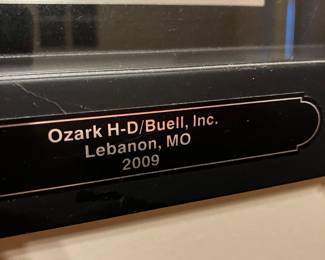 Ozark H-D/Buell, Inc.
Lebanon, MO
2009